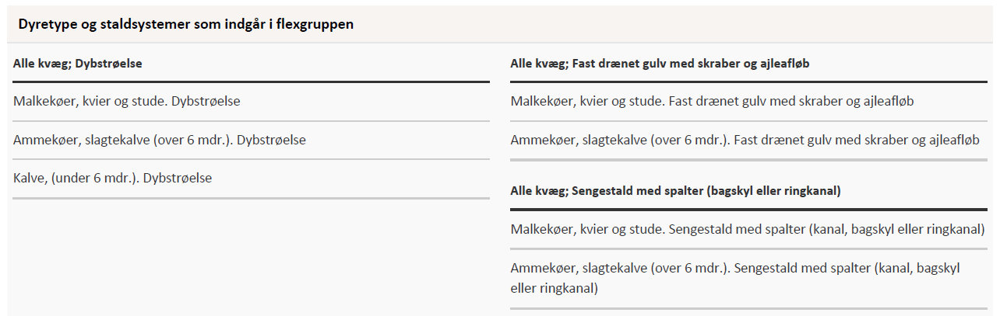 Dyretype og staldsystemer som indgår i flexgruppen
Alle kvæg; Dybstrøelse
Malkekøer, kvier og stude. Dybstrøelse
Ammekøer, slagtekalve (over 6 mdr.). Dybstrøelse
Kalve, (under 6 mdr.). Dybstrøelse
Alle kvæg; Fast drænet gulv med skraber og ajleafløb
Malkekøer, kvier og stude. Fast drænet gulv med skraber og ajleafløb
Ammekøer, slagtekalve (over 6 mdr.). Fast drænet gulv med skraber og ajleafløb
Alle kvæg; Sengestald med spalter (bagskyl eller ringkanal)
Malkekøer, kvier og stude. Sengestald med spalter (kanal, bagskyl eller ringkanal)
Ammekøer, slagtekalve (over 6 mdr.). Sengestald med spalter (kanal, bagskyl
eller ringkanal)